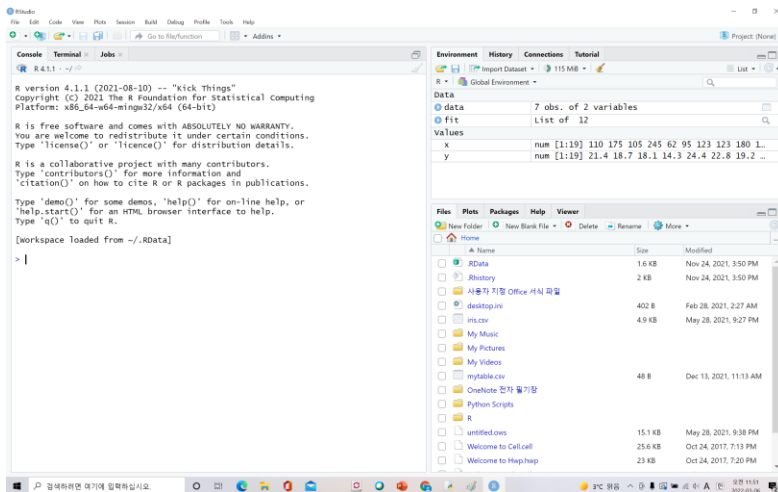 RStudio
File Edit Code View Plots Session Build Debug Profile Tools Help
Go to file/function Addins Project: (None)
Console Terminal Jobs
R 4.1.1 · ~/
R version 4.1.1 (2021-08-10) -- "Kick Things"
Copyright (C) 2021 The R Foundation for Statistical Computing
Platform: x86_64-w64-mingw32/x64 (64-bit)
R is free software and comes with ABSOLUTELY NO WARRANTY.
You are welcome to redistribute it under certain conditions.
Type 'license()' or 'licence()' for distribution details.
R is a collaborative project with many contributors.
Type 'contributors()' for more information and
'citation()' on how to cite R or R packages in publications.
Type 'demo()' for some demos, 'help()' for on-line help, or
'help.start()' for an HTML browser interface to help.
Type 'q()' to quit R.
[Workspace loaded from ~/.RData]
>
Environment History Connections Tutorial
Import Dataset 115 MiB List
R Global Environment
Data
data 7 obs. of 2 variables
fit List of 12
Values
x num [1:19] 110 175 105 245 62 95 123 123 180 1…
y num [1:19] 21.4 18.7 18.1 14.3 24.4 22.8 19.2 …
Files Plots Packages Help Viewer
New Folder New Blank File Delete Rename More
Home
Name Size Modified
.RData 1.6 KB Nov 24, 2021, 3:50 PM
.Rhistory 2 KB Nov 24, 2021, 3:50 PM
사용자 지정 Office 서식 파일
desktop.ini 402 B Feb 28, 2021, 2:27 AM
iris.csv 4.9 KB May 28, 2021, 9:27 PM
My Music
My Pictures
My Videos
mytable.csv 48 B Dec 13, 2021, 11:13 AM
OneNote 전자 필기장
Python Scripts
R
untitled.ows 15.1 KB May 28, 2021, 9:38 PM
Welcome to Cell.cell 25.6 KB Oct 24, 2017, 7:13 PM
Welcome to Hwp.hwp 23 KB Oct 24, 2017, 7:20 PM
검색하려면 여기에 입력하십시오.
3°C 맑음 A 오전 11:51
2022-03-06